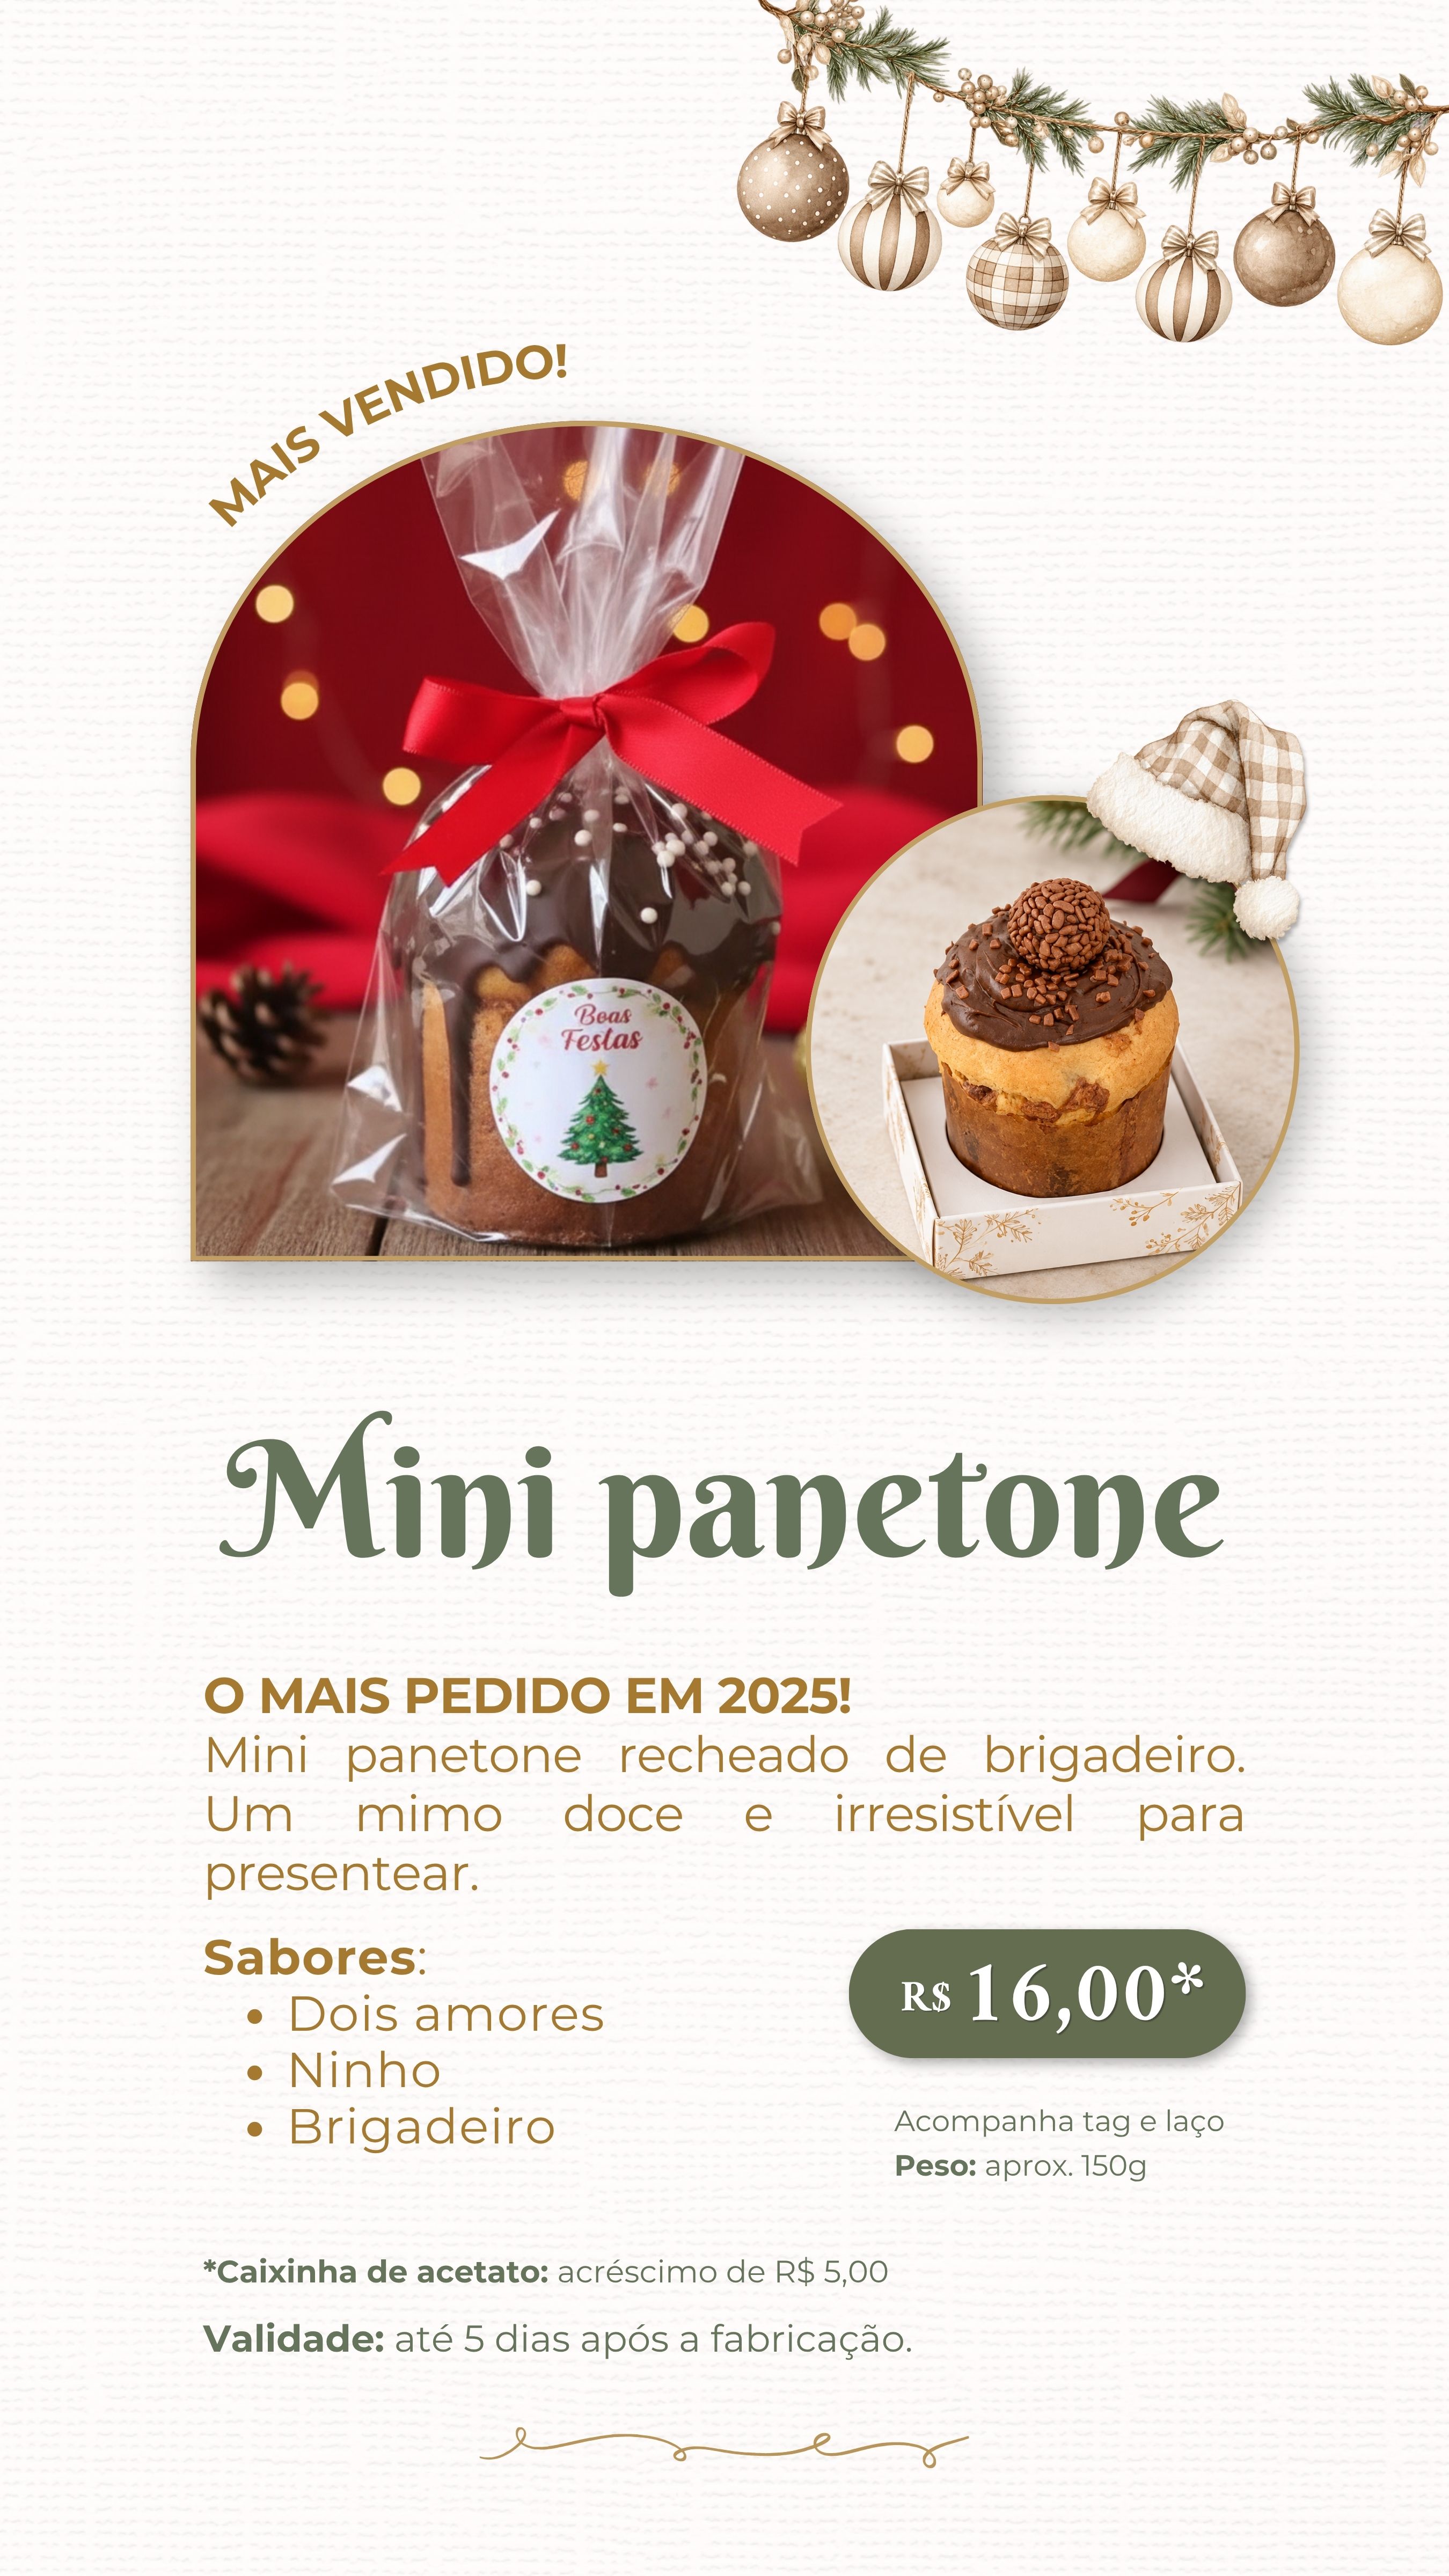 MAIS VENDIDO!
Boas
Festas
Mini panetone
O MAIS PEDIDO EM 2025!
Mini panetone recheado de brigadeiro.
Um mimo doce e irresistível para
presentear.
Sabores:
• Dois amores
• Ninho
• Brigadeiro
R$ 16,00*
Acompanha tag e laço
Peso: aprox. 150g
*Caixinha de acetato: acréscimo de R$ 5,00
Validade: até 5 dias após a fabricação.